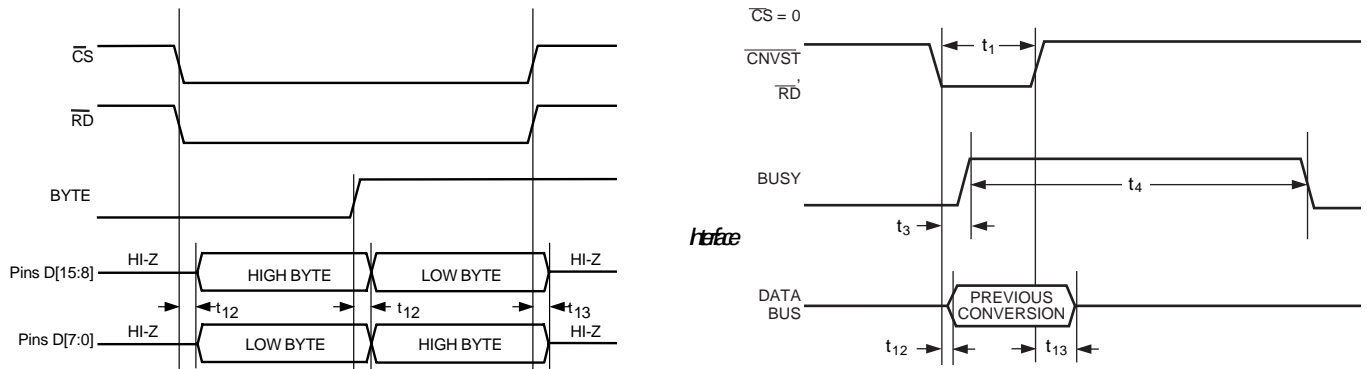 CS
RD
BYTE
Pins D[15:8]
HI-Z
HIGH BYTE
LOW BYTE
HI-Z
t12
t12
t13
Pins D[7:0]
HI-Z
LOW BYTE
HIGH BYTE
HI-Z
CS = 0
CNVST
,
RD
t1
BUSY
t4
t3
Interface
DATA
BUS
PREVIOUS
CONVERSION
t12
t13